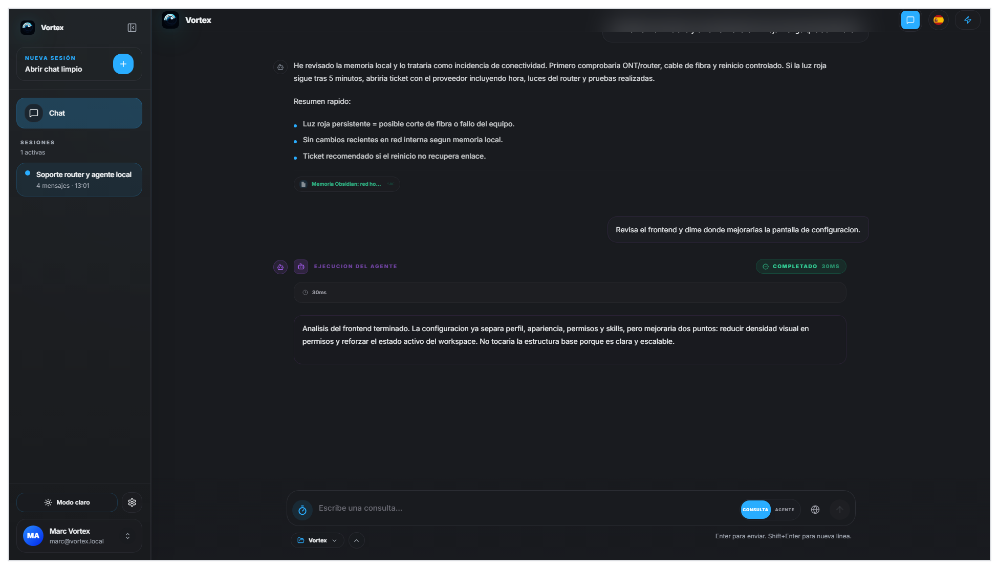 Vortex
NUEVA SESIÓN
Abrir chat limpio
Chat
SESIONES
1 activas
Soporte router y agente local
4 mensajes · 13:01
Modo claro
MA
Marc Vortex
marc@vortex.local
Vortex
He revisado la memoria local y lo trataria como incidencia de conectividad. Primero comprobaria ONT/router, cable de fibra y reinicio controlado. Si la luz roja
sigue tras 5 minutos, abriria ticket con el proveedor incluyendo hora, luces del router y pruebas realizadas.
Resumen rapido:
Luz roja persistente = posible corte de fibra o fallo del equipo.
Sin cambios recientes en red interna segun memoria local.
Ticket recomendado si el reinicio no recupera enlace.
Memoria Obsidian: red ho... SRC
Revisa el frontend y dime donde mejorarias la pantalla de configuracion.
EJECUCION DEL AGENTE
COMPLETADO 30MS
30ms
Analisis del frontend terminado. La configuracion ya separa perfil, apariencia, permisos y skills, pero mejoraria dos puntos: reducir densidad visual en
permisos y reforzar el estado activo del workspace. No tocaria la estructura base porque es clara y escalable.
Escribe una consulta...
CONSULTA AGENTE
Vortex
Enter para enviar. Shift+Enter para nueva línea.